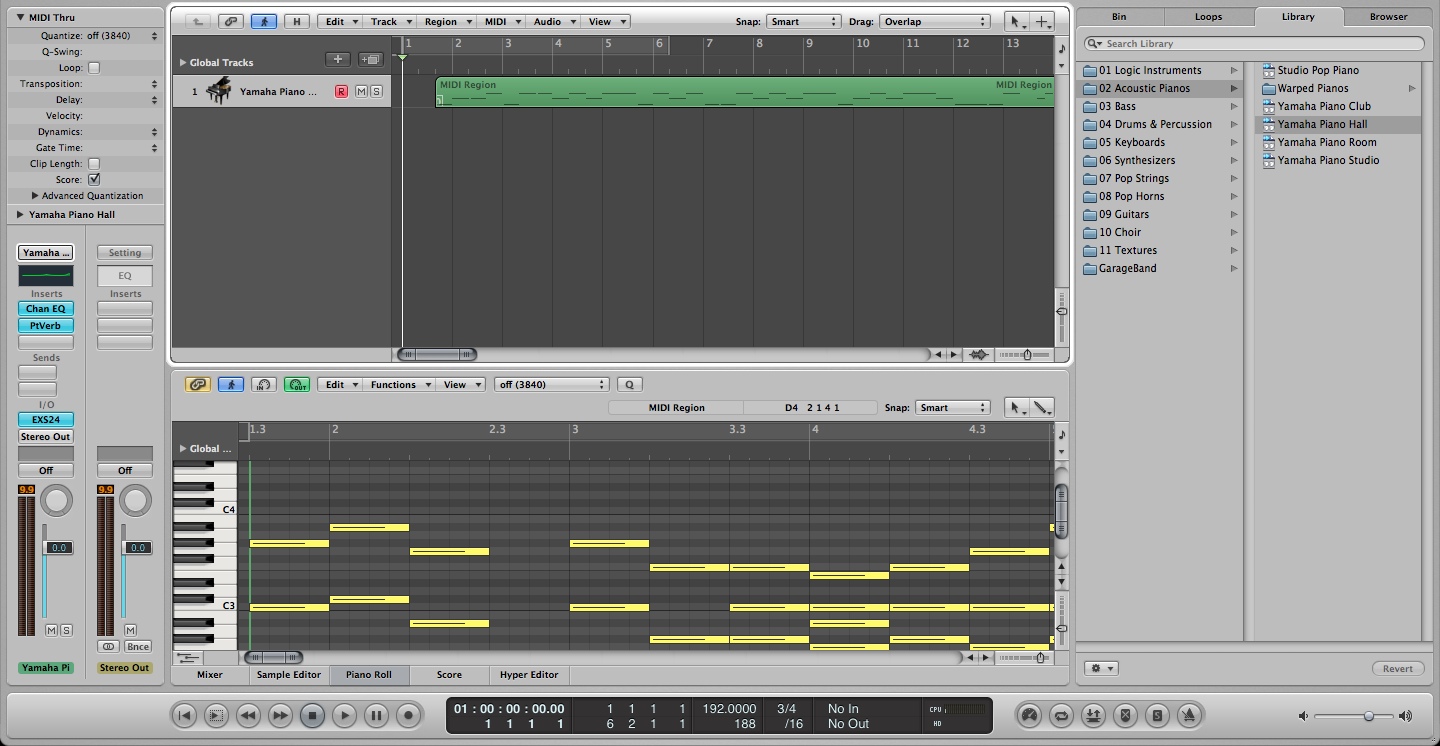 MIDI Thru
Quantize: off (3840)
Q-Swing:
Loop:
Transposition:
Delay:
Velocity:
Dynamics:
Gate Time:
Clip Length:
Score:
Advanced Quantization
Yamaha Piano Hall
Yamaha ...
Setting
EQ
Inserts
Inserts
Chan EQ
PtVerb
Sends
I/O
EXS24
Stereo Out
Off
Off
9.9
9.9
0.0
0.0
M S
M
Bnce
Yamaha Pi
Stereo Out
H
Edit
Track
Region
MIDI
Audio
View
Snap: Smart
Drag: Overlap
1 2 3 4 5 6 7 8 9 10 11 12 13
Global Tracks
1 Yamaha Piano ... R M S
MIDI Region
MIDI Region
IN
OUT
Edit
Functions
View
off (3840)
Q
MIDI Region
D4 2 1 4 1
Snap: Smart
1.3 2 2.3 3 3.3 4 4.3
Global ...
C4
C3
Mixer
Sample Editor
Piano Roll
Score
Hyper Editor
Bin
Loops
Library
Browser
Search Library
01 Logic Instruments
02 Acoustic Pianos
03 Bass
04 Drums & Percussion
05 Keyboards
06 Synthesizers
07 Pop Strings
08 Pop Horns
09 Guitars
10 Choir
11 Textures
GarageBand
Studio Pop Piano
Warped Pianos
Yamaha Piano Club
Yamaha Piano Hall
Yamaha Piano Room
Yamaha Piano Studio
Revert
01 : 00 : 00 : 00.00 1 1 1 1 192.0000 3/4 No In CPU
1 1 1 1 6 2 1 1 188 /16 No Out HD
S